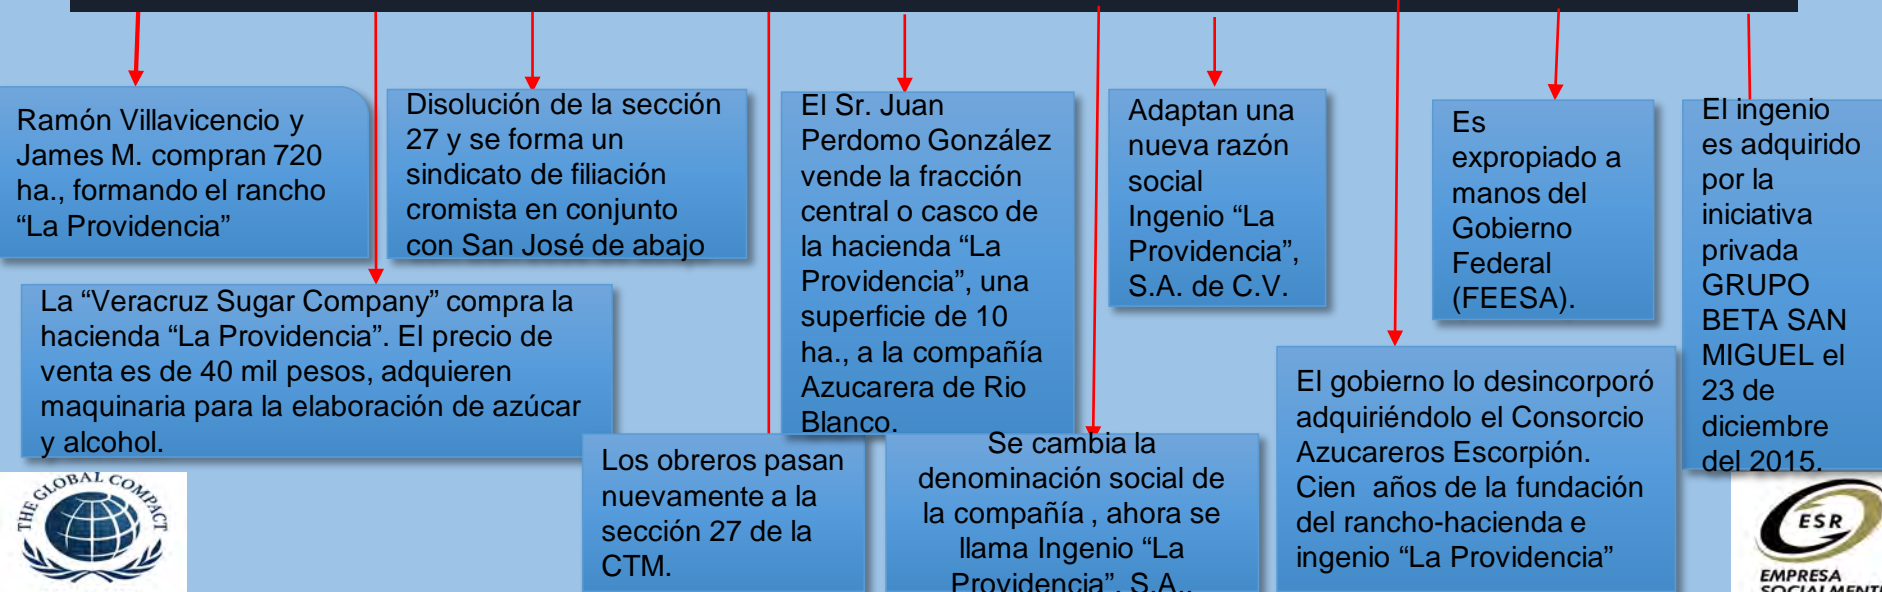 Ramón Villavicencio y
James M. compran 720
ha., formando el rancho
“La Providencia”
La “Veracruz Sugar Company” compra la
hacienda “La Providencia”. El precio de
venta es de 40 mil pesos, adquieren
maquinaria para la elaboración de azúcar
y alcohol.
Disolución de la sección
27 y se forma un
sindicato de filiación
cromista en conjunto
con San José de abajo
Los obreros pasan
nuevamente a la
sección 27 de la
CTM.
El Sr. Juan
Perdomo González
vende la fracción
central o casco de
la hacienda “La
Providencia”, una
superficie de 10
ha., a la compañía
Azucarera de Rio
Blanco.
Se cambia la
denominación social de
la compañía , ahora se
llama Ingenio “La
Providencia”, S.A..
Adaptan una
nueva razón
social
Ingenio “La
Providencia”,
S.A. de C.V.
El gobierno lo desincorporó
adquiriéndolo el Consorcio
Azucareros Escorpión.
Cien años de la fundación
del rancho-hacienda e
ingenio “La Providencia”
Es
expropiado a
manos del
Gobierno
Federal
(FEESA).
El ingenio
es adquirido
por la
iniciativa
privada
GRUPO
BETA SAN
MIGUEL el
23 de
diciembre
del 2015.
THE GLOBAL COMPACT
ESR
EMPRESA
SOCIALMENTE